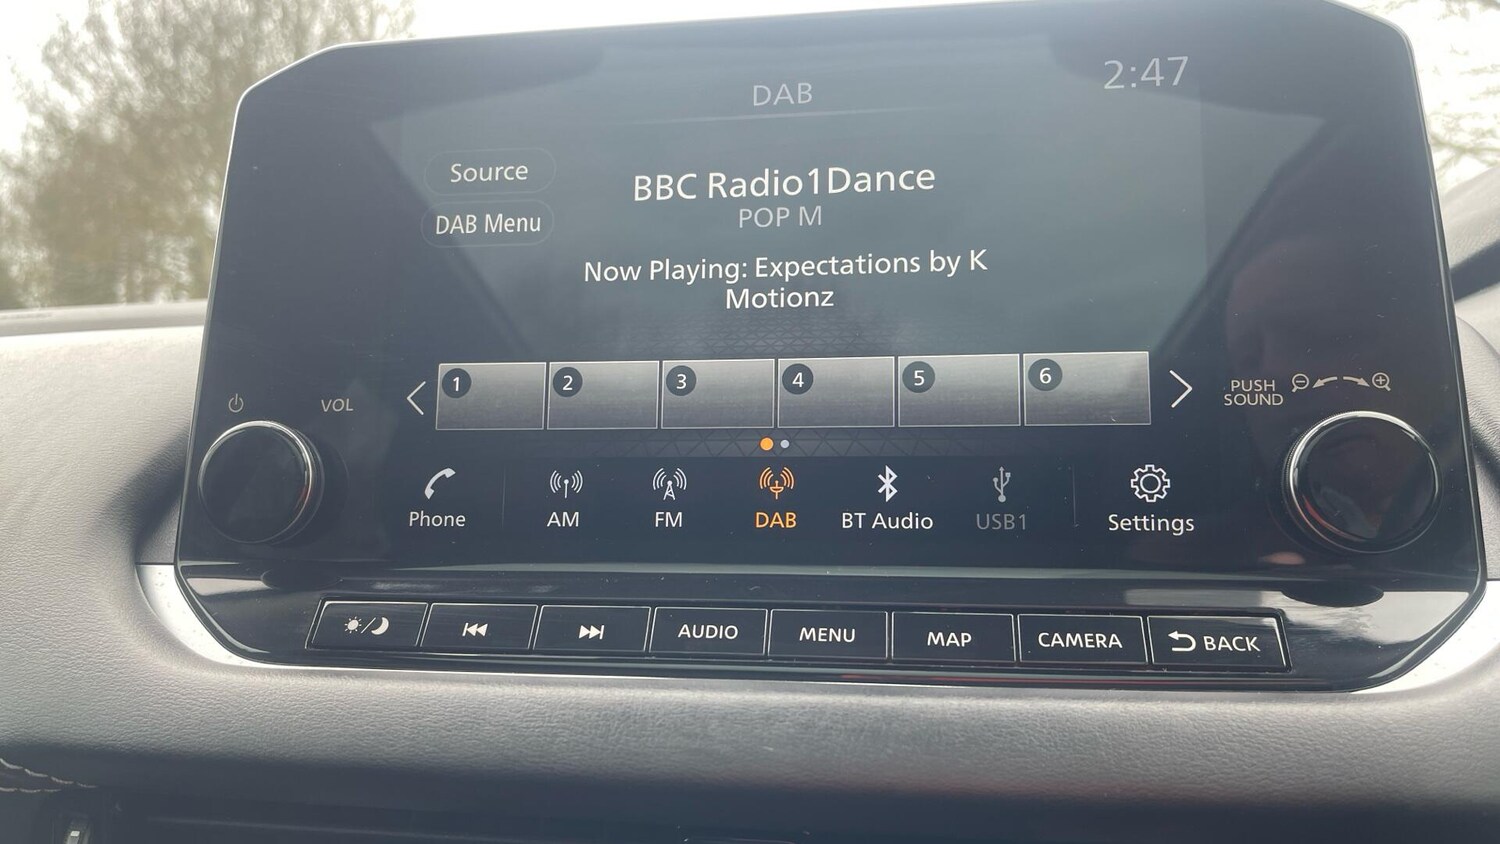 DAB
2:47
Source
DAB Menu
BBC Radio1Dance
POP M
Now Playing: Expectations by K
Motionz
1
2
3
4
5
6
VOL
PUSH
SOUND
Phone
AM
FM
DAB
BT Audio
USB1
Settings
AUDIO
MENU
MAP
CAMERA
BACK